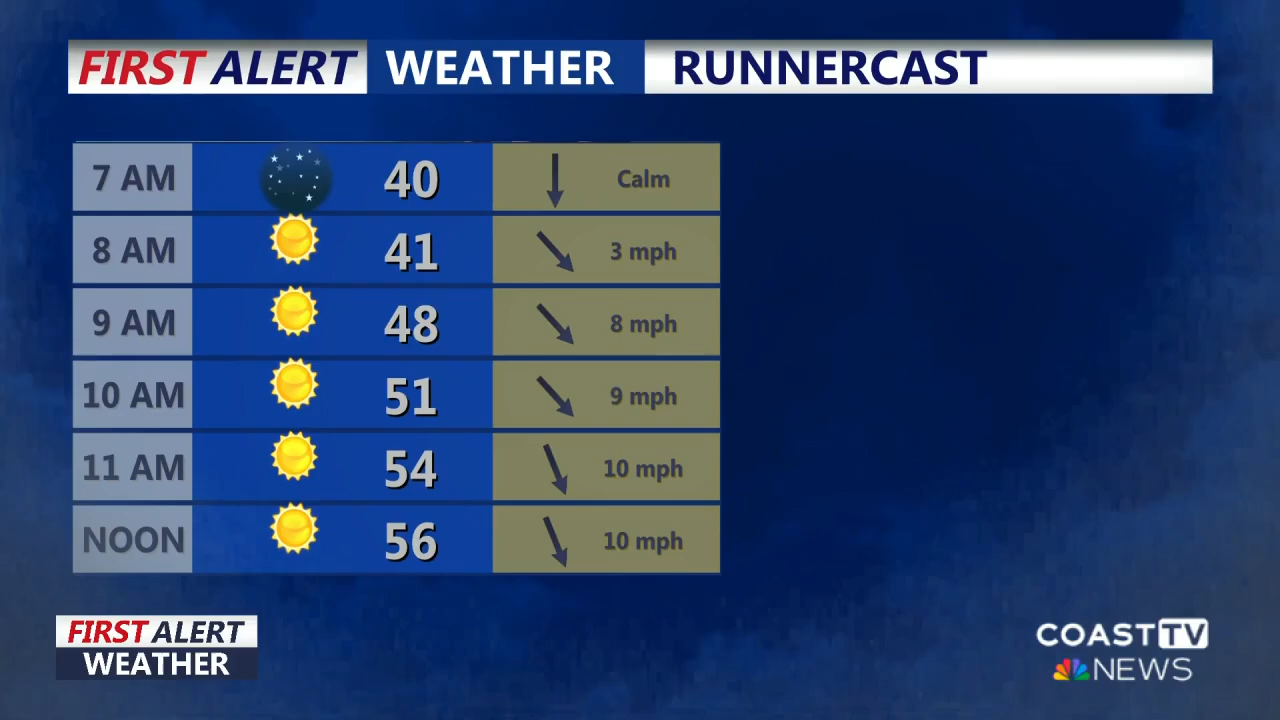 FIRST ALERT WEATHER RUNNERCAST
7 AM 40 Calm
8 AM 41 3 mph
9 AM 48 8 mph
10 AM 51 9 mph
11 AM 54 10 mph
NOON 56 10 mph
FIRST ALERT
WEATHER
COAST TV
NEWS